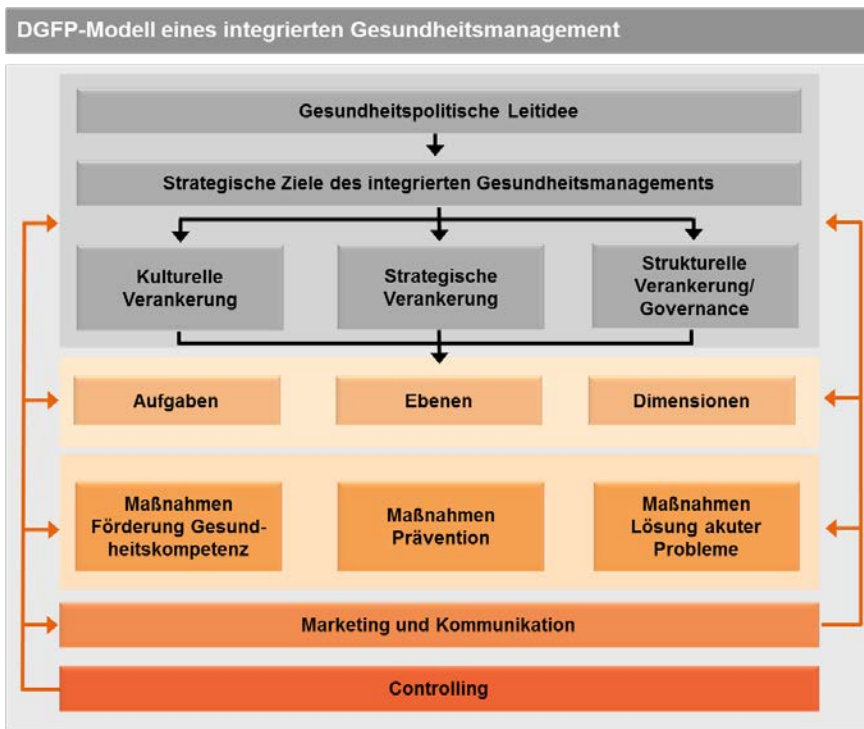 DGFP-Modell eines integrierten Gesundheitsmanagement
Gesundheitspolitische Leitidee
Strategische Ziele des integrierten Gesundheitsmanagements
Kulturelle
Verankerung
Strategische
Verankerung
Strukturelle
Verankerung/
Governance
Aufgaben
Ebenen
Dimensionen
Maßnahmen
Förderung Gesund-
heitskompetenz
Maßnahmen
Prävention
Maßnahmen
Lösung akuter
Probleme
Marketing und Kommunikation
Controlling